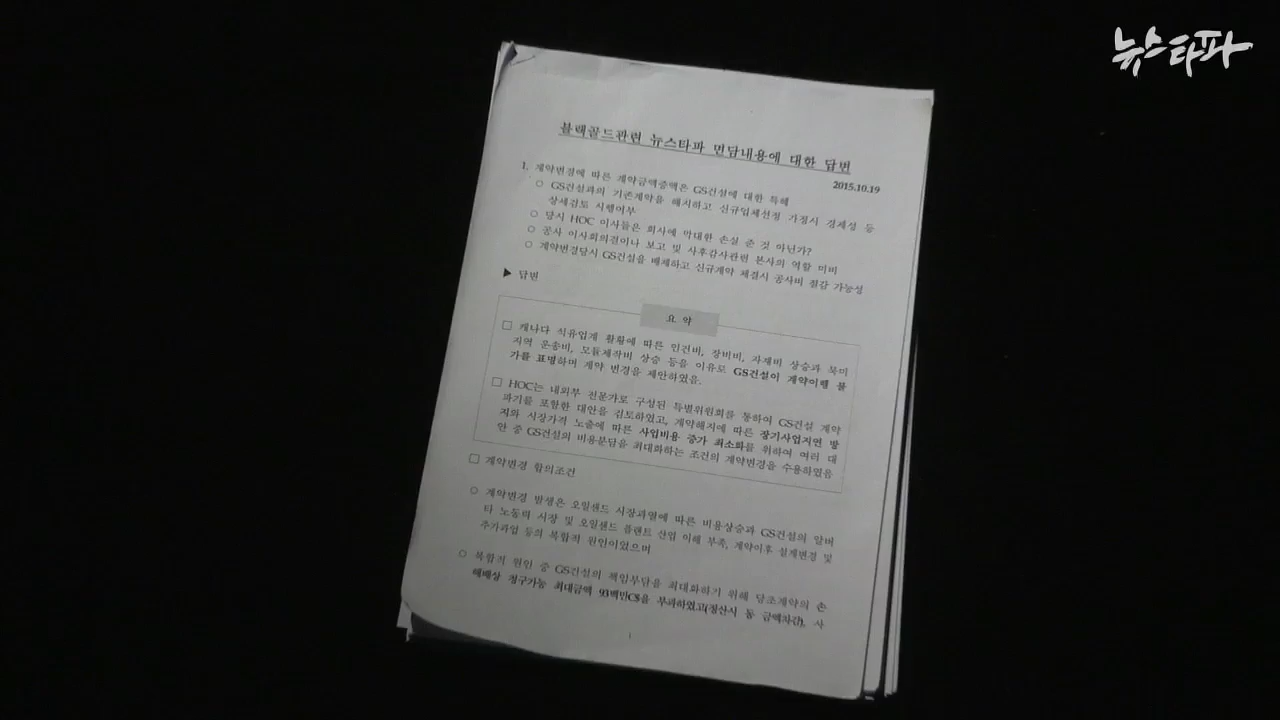 뉴스타파
블랙골드관련 뉴스타파 면담내용에 대한 답변
2015.10.19
1. 계약변경에 따른 계약금액증액은 GS건설에 대한 특혜
○ GS건설과의 기존계약을 해지하고 신규업체선정 가정시 경제성 등
상세검토 시행여부
○ 당시 HOC 이사들은 회사에 막대한 손실 준 것 아닌가?
○ 공사 이사회의결이나 보고 및 사후감사관련 본사의 역할 미비
○ 계약변경당시 GS건설을 배제하고 신규계약 체결시 공사비 절감 가능성
▶ 답변
요 약
□ 캐나다 석유업계 활황에 따른 인건비, 장비비, 자재비 상승과 북미
지역 운송비, 모듈제작비 상승 등을 이유로 GS건설이 계약이행 불
가를 표명하며 계약 변경을 제안하였음.
□ HOC는 내외부 전문가로 구성된 특별위원회를 통하여 GS건설 계약
파기를 포함한 대안을 검토하였고, 계약해지에 따른 장기사업지연 방
지와 시장가격 노출에 따른 사업비용 증가 최소화를 위하여 여러 대
안 중 GS건설의 비용분담을 최대화하는 조건의 계약변경을 수용하였음
□ 계약변경 합의조건
○ 계약변경 발생은 오일샌드 시장과열에 따른 비용상승과 GS건설의 알버
타 노동력 시장 및 오일샌드 플랜트 산업 이해 부족, 계약이후 설계변경 및
추가과업 등의 복합적 원인이었으며
○ 복합적 원인 중 GS건설의 책임부담을 최대화하기 위해 당초계약의 손
해배상 청구가능 최대금액 93백만C$을 부과하였고(정산시 동 금액차감), 사
1